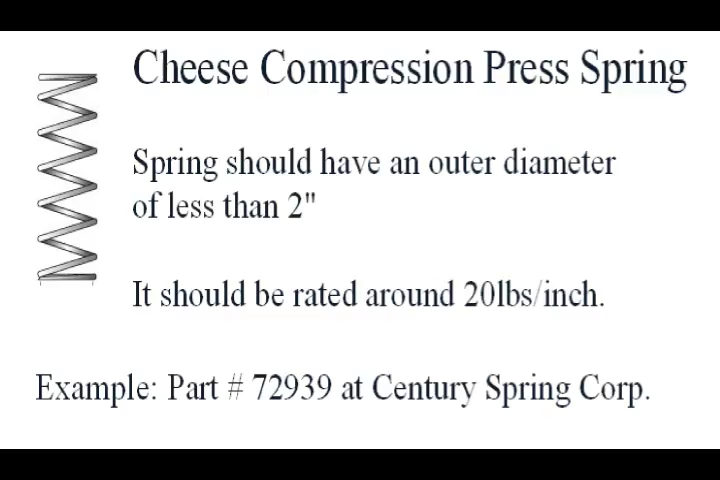 Cheese Compression Press Spring
Spring should have an outer diameter
of less than 2"
It should be rated around 20lbs/inch.
Example: Part # 72939 at Century Spring Corp.